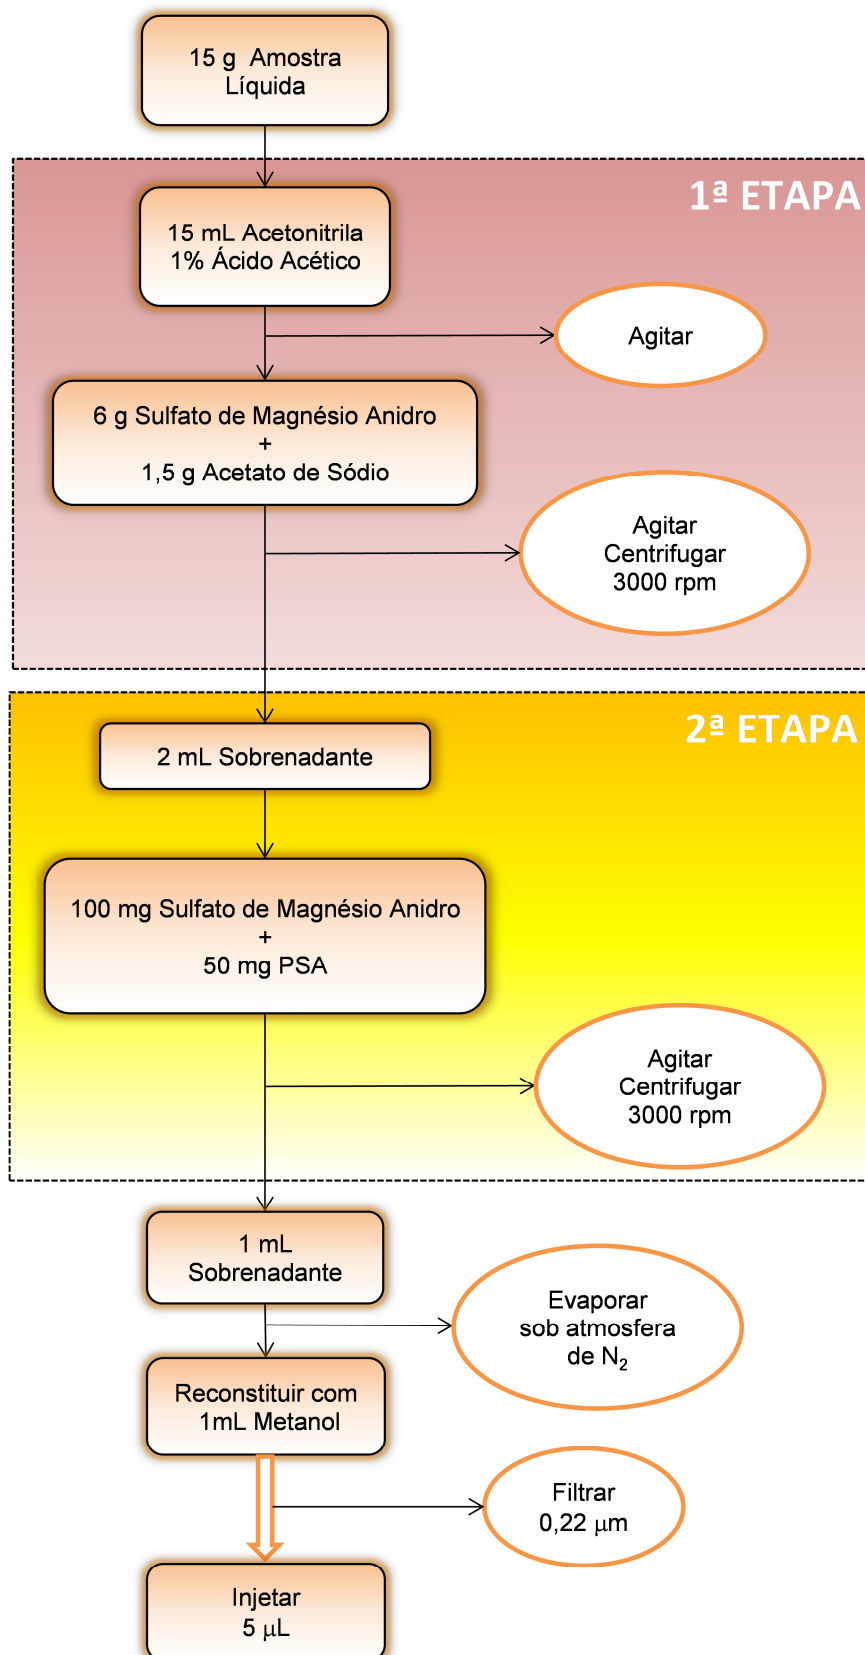 15 g Amostra
Líquida
1ª ETAPA
15 mL Acetonitrila
1% Ácido Acético
Agitar
6 g Sulfato de Magnésio Anidro
+
1,5 g Acetato de Sódio
Agitar
Centrifugar
3000 rpm
2ª ETAPA
2 mL Sobrenadante
100 mg Sulfato de Magnésio Anidro
+
50 mg PSA
Agitar
Centrifugar
3000 rpm
1 mL
Sobrenadante
Evaporar
sob atmosfera
de N₂
Reconstituir com
1mL Metanol
Filtrar
0,22 μm
Injetar
5 μL